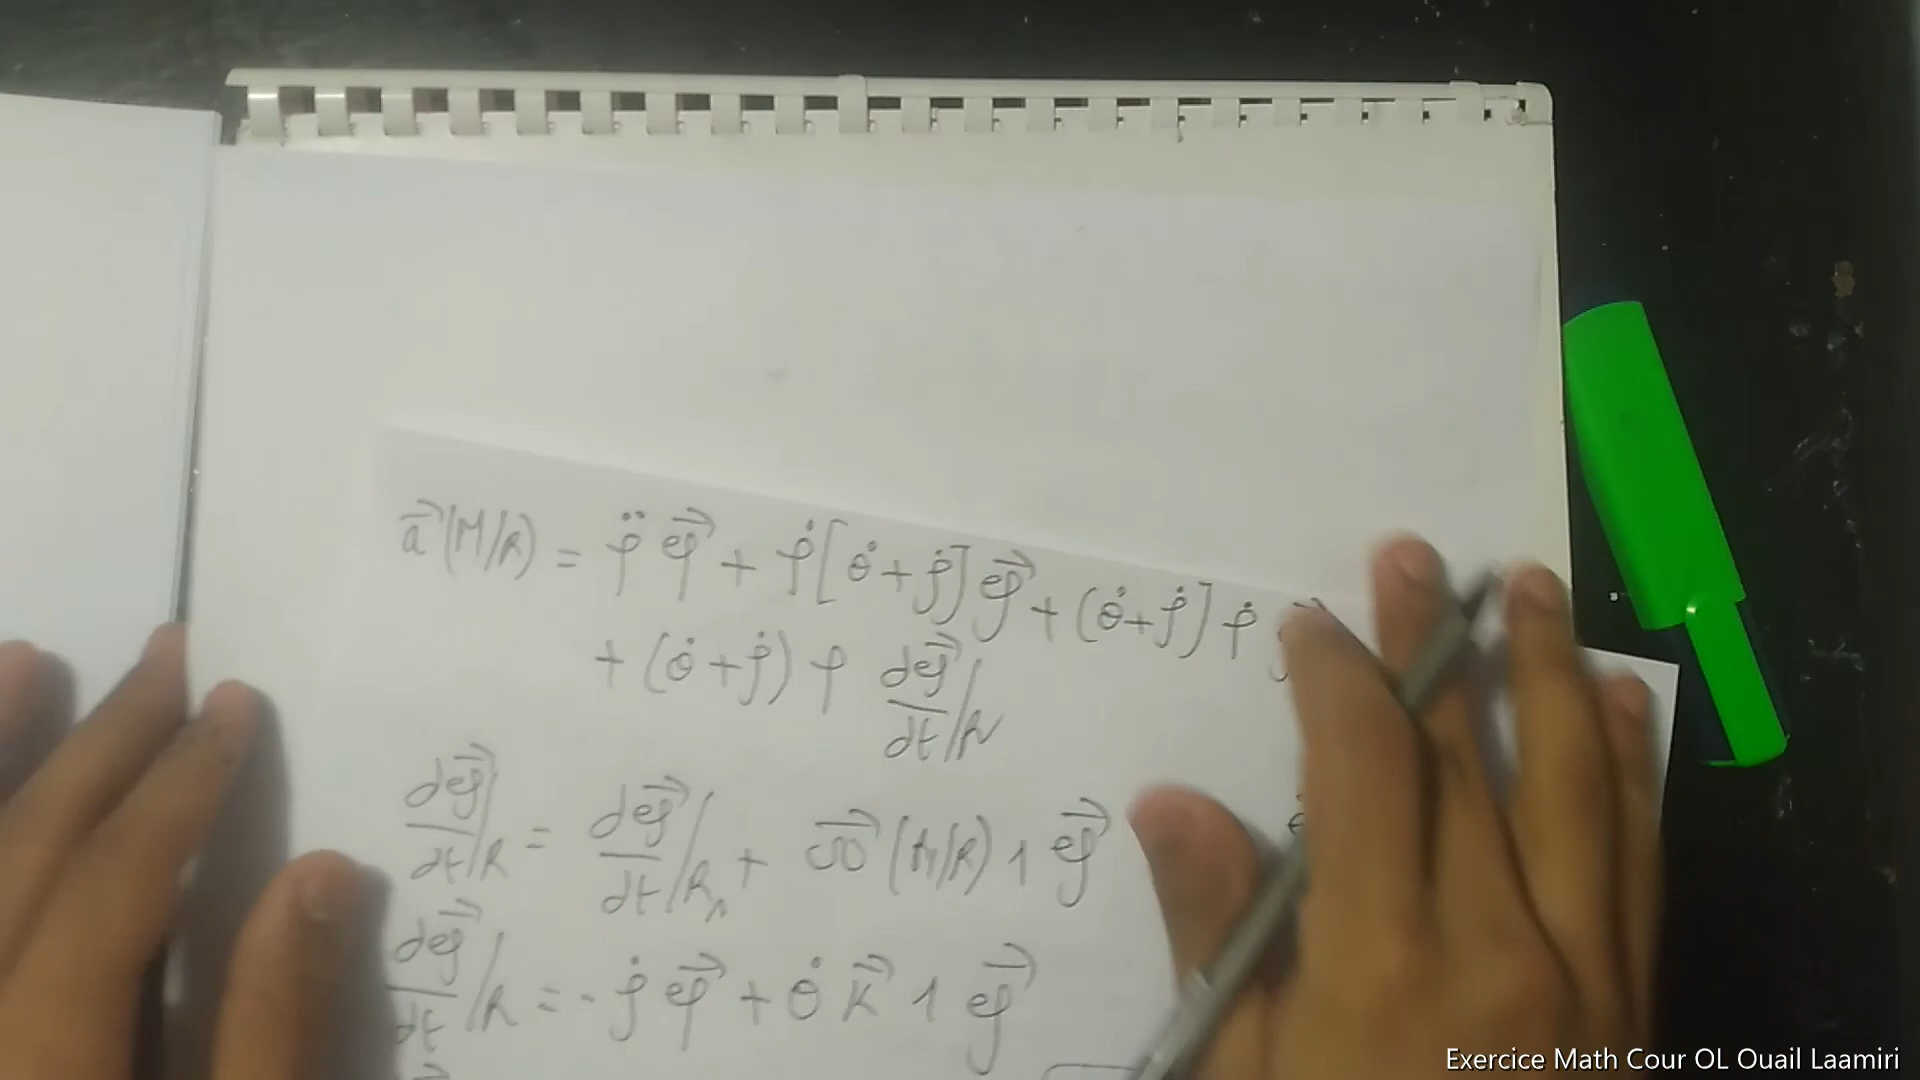 a⃗(M/R) = ρ̈ e⃗ρ + ρ̇[θ̇ + φ̇] e⃗φ + (θ̇ + φ̇] ρ̇
+ (θ̇ + φ̇) ρ de⃗φ/dt/R
de⃗φ/dt/R = de⃗φ/dt/R₁ + ω⃗(R₁/R) ∧ e⃗φ
de⃗φ/dt/R = - φ̇ e⃗ρ + θ̇ k⃗ ∧ e⃗φ
Exercice Math Cour OL Ouail Laamiri